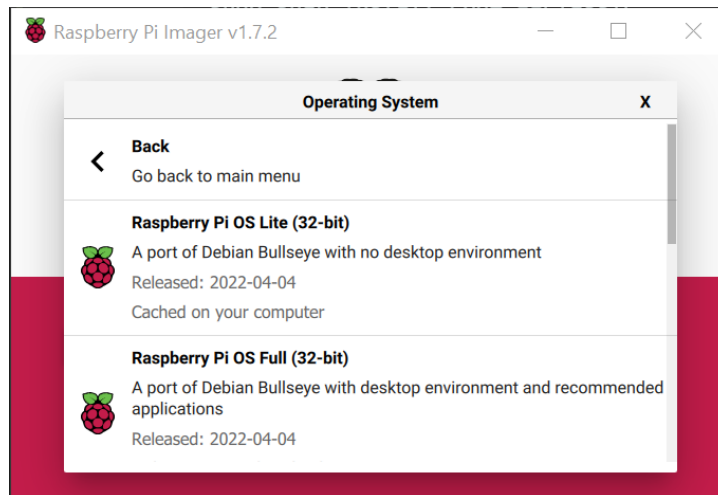 Raspberry Pi Imager v1.7.2
Operating System
X
Back
Go back to main menu
Raspberry Pi OS Lite (32-bit)
A port of Debian Bullseye with no desktop environment
Released: 2022-04-04
Cached on your computer
Raspberry Pi OS Full (32-bit)
A port of Debian Bullseye with desktop environment and recommended
applications
Released: 2022-04-04